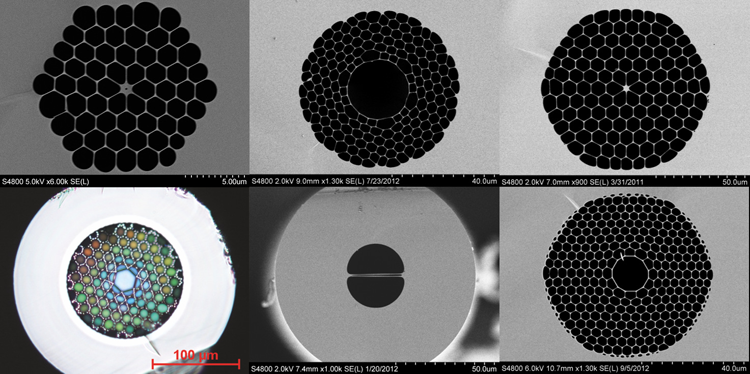 S4800 5.0kV x6.00k SE(L) 5.00um
S4800 2.0kV 9.0mm x1.30k SE(L) 7/23/2012 40.0um
S4800 2.0kV 7.0mm x900 SE(L) 3/31/2011 50.0um
100 µm
S4800 2.0kV 7.4mm x1.00k SE(L) 1/20/2012 50.0um
S4800 6.0kV 10.7mm x1.30k SE(L) 9/5/2012 40.0um